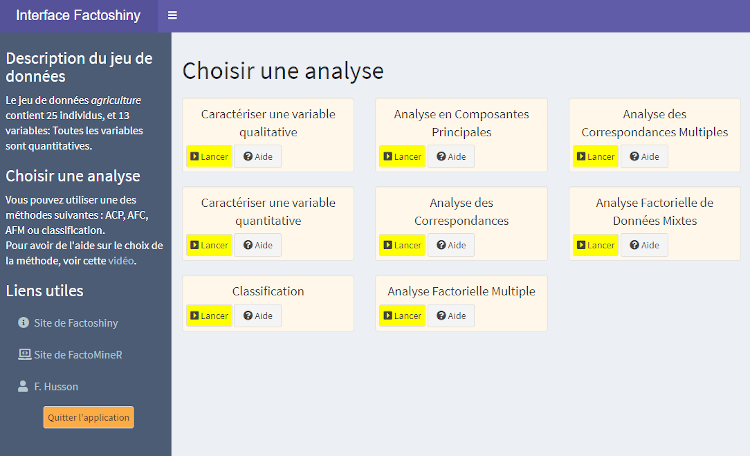 Interface Factoshiny
Description du jeu de
données
Le jeu de données agriculture
contient 25 individus, et 13
variables: Toutes les variables
sont quantitatives.
Choisir une analyse
Vous pouvez utiliser une des
méthodes suivantes : ACP, AFC,
AFM ou classification.
Pour avoir de l'aide sur le choix de
la méthode, voir cette vidéo.
Liens utiles
Site de Factoshiny
Site de FactoMineR
F. Husson
Quitter l'application
Choisir une analyse
Caractériser une variable
qualitative
Lancer Aide
Analyse en Composantes
Principales
Lancer Aide
Analyse des
Correspondances Multiples
Lancer Aide
Caractériser une variable
quantitative
Lancer Aide
Analyse des
Correspondances
Lancer Aide
Analyse Factorielle de
Données Mixtes
Lancer Aide
Classification
Lancer Aide
Analyse Factorielle Multiple
Lancer Aide